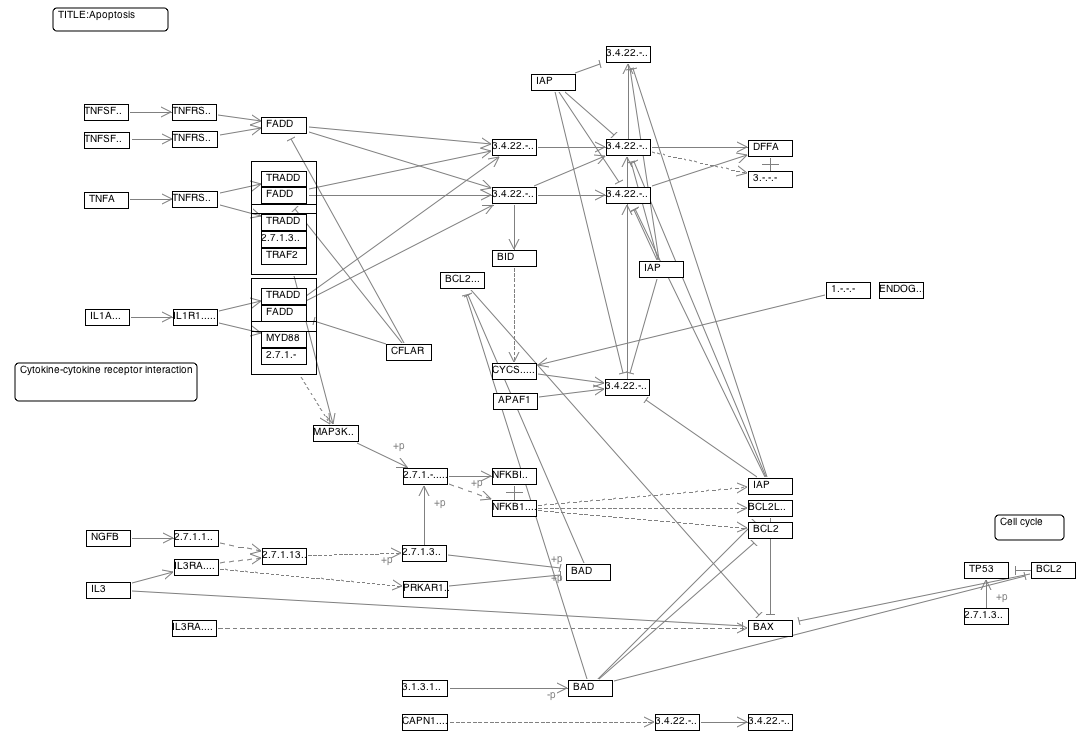 TITLE:Apoptosis
3.4.22.-..
IAP
TNFSF..
TNFRS..
FADD
TNFSF..
TNFRS..
3.4.22.-..
3.4.22.-..
DFFA
3.-.-.-
TRADD
FADD
TNFA
TNFRS..
3.4.22.-..
3.4.22.-..
TRADD
2.7.1.3..
TRAF2
BID
IAP
BCL2...
1.-.-.-
ENDOG..
TRADD
FADD
IL1A...
IL1R1.....
MYD88
2.7.1.-
CFLAR
Cytokine-cytokine receptor interaction
CYCS.....
3.4.22.-..
APAF1
MAP3K..
+p
2.7.1.-.....
NFKBI..
+p
IAP
+p
NFKB1....
BCL2L..
Cell cycle
BCL2
NGFB
2.7.1.1..
2.7.1.13..
2.7.1.3..
+p
+p
IL3RA....
BAD
+p
TP53
BCL2
IL3
PRKAR1..
+p
2.7.1.3..
IL3RA....
BAX
3.1.3.1..
-p
BAD
CAPN1....
3.4.22.-..
3.4.22.-..